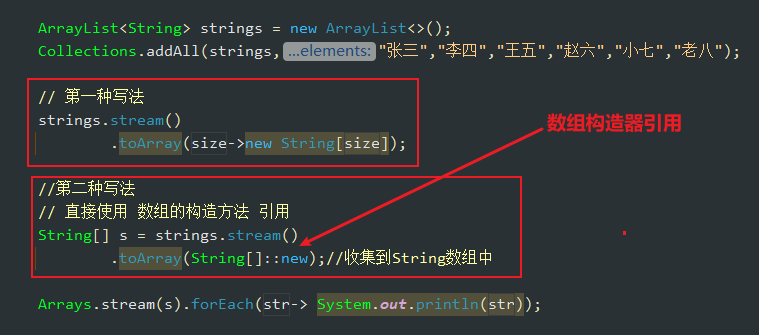 ArrayList<String> strings = new ArrayList<>();
Collections.addAll(strings, ...elements: "张三","李四","王五","赵六","小七","老八");
// 第一种写法
strings.stream()
.toArray(size->new String[size]);
数组构造器引用
//第二种写法
// 直接使用 数组的构造方法 引用
String[] s = strings.stream()
.toArray(String[]::new);//收集到String数组中
Arrays.stream(s).forEach(str-> System.out.println(str));